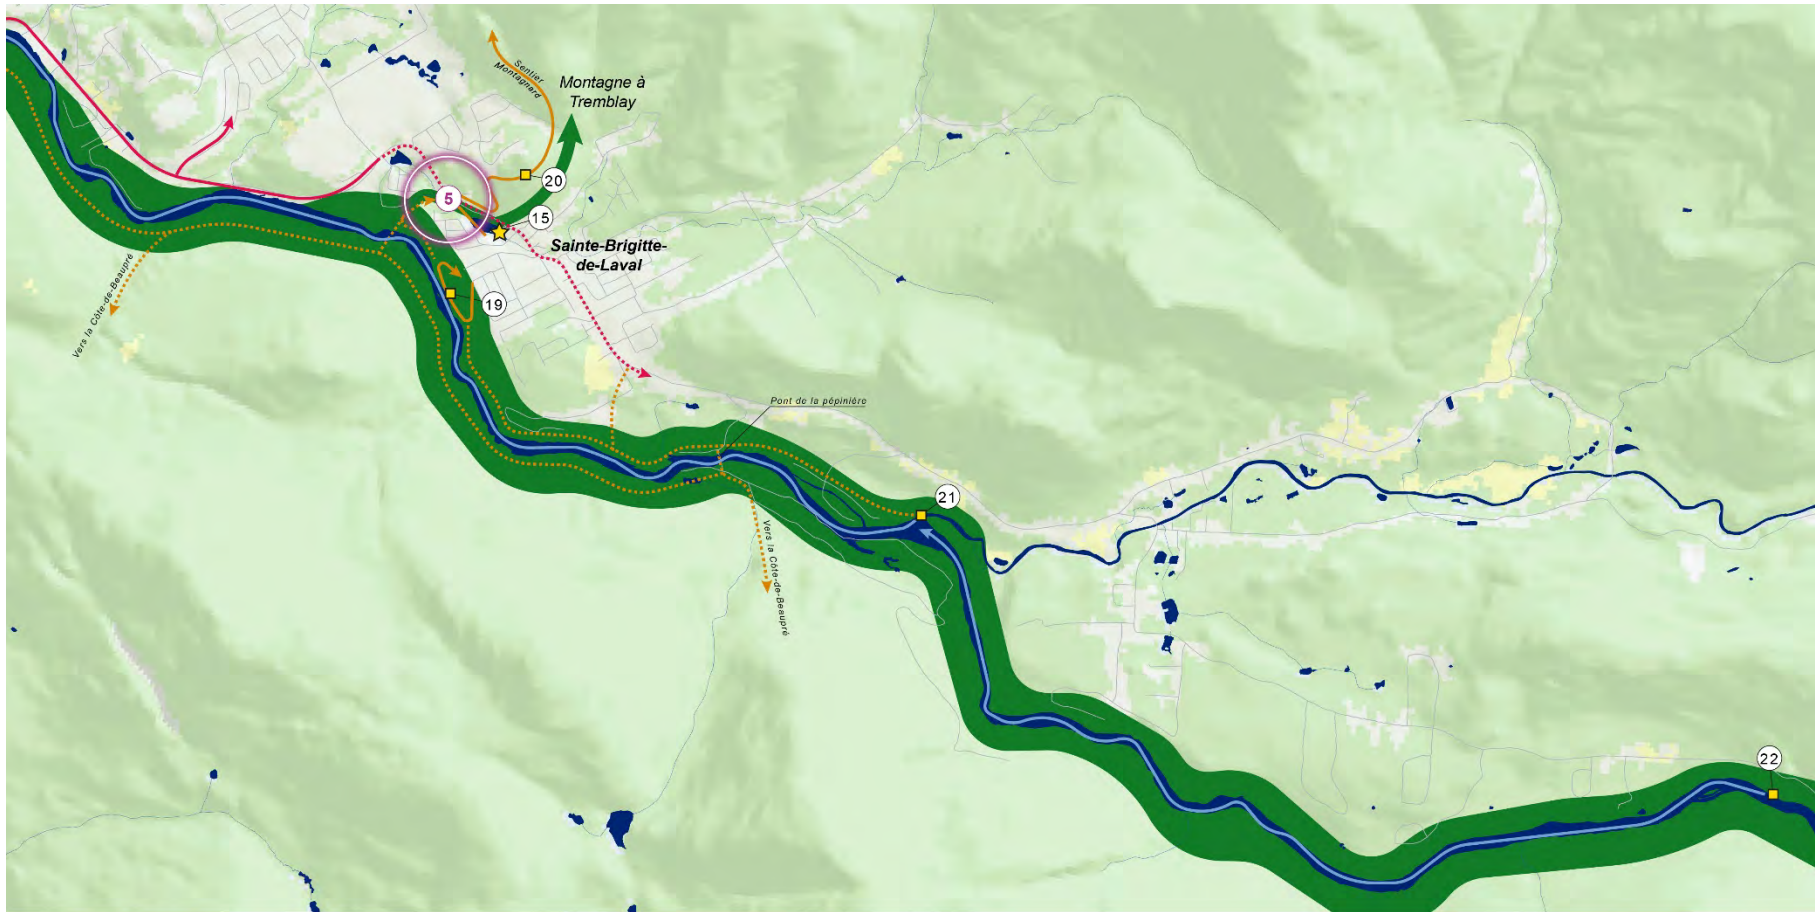 Sentier
Montagnard
Montagne à
Tremblay
20
5
15
Sainte-Brigitte-
de-Laval
Vers la Côte-de-Beaupré
19
Pont de la pépinière
21
Vers la Côte-de-Beaupré
22